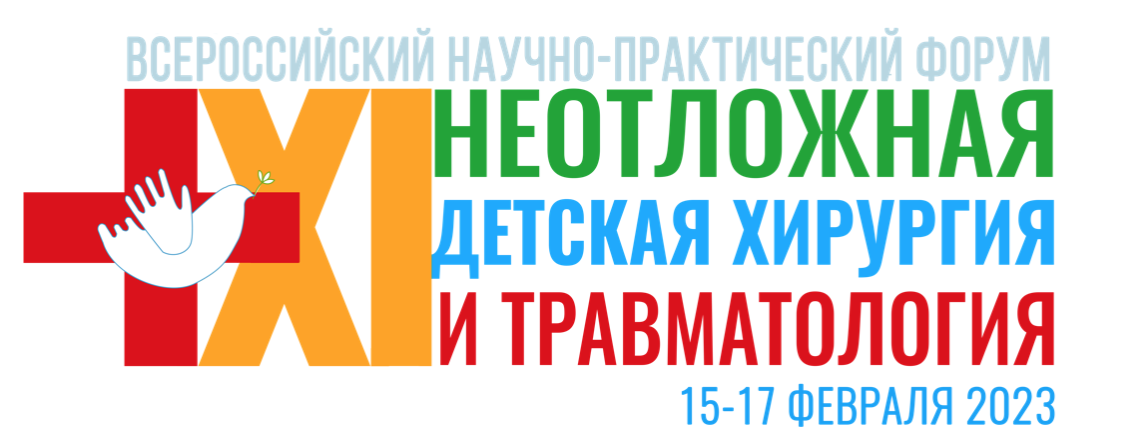 ВСЕРОССИЙСКИЙ НАУЧНО-ПРАКТИЧЕСКИЙ ФОРУМ
XI
НЕОТЛОЖНАЯ
ДЕТСКАЯ ХИРУРГИЯ
И ТРАВМАТОЛОГИЯ
15-17 ФЕВРАЛЯ 2023